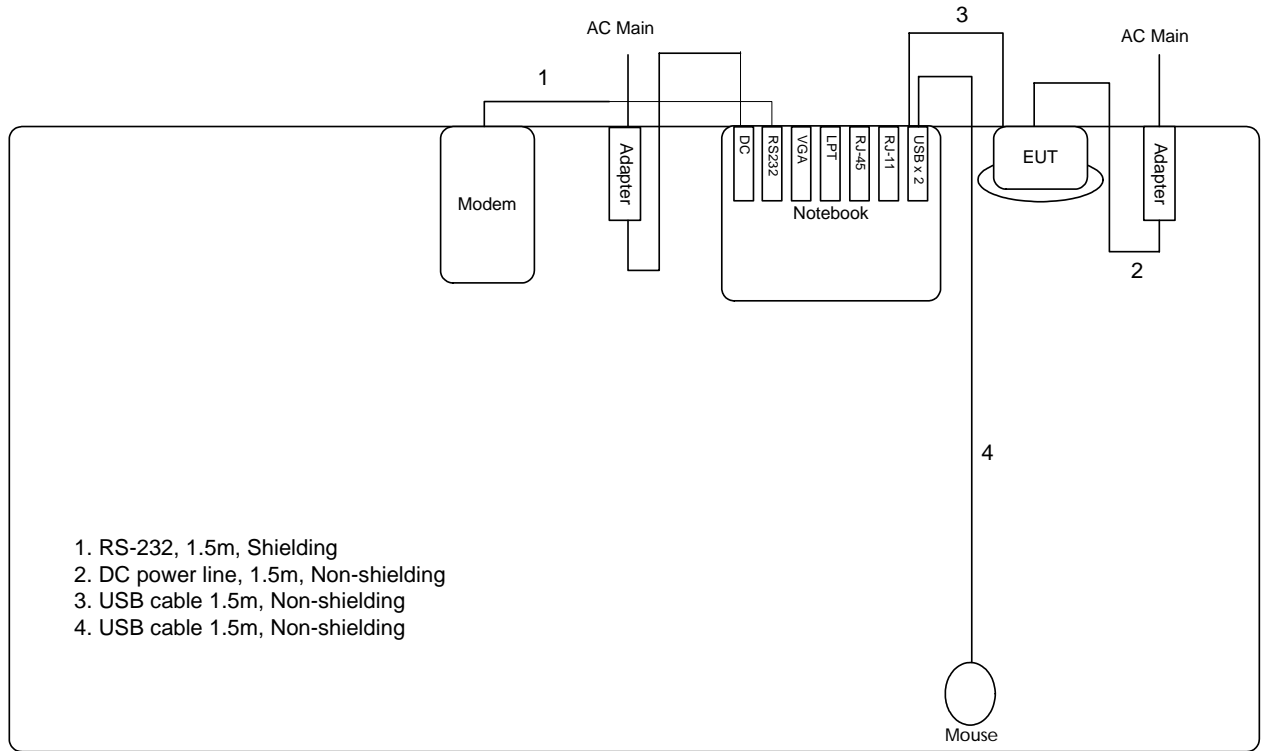 3
AC Main
AC Main
1
Modem
Adapter
DC
RS232
VGA
LPT
RJ-45
RJ-11
USB x 2
Notebook
EUT
Adapter
2
4
1. RS-232, 1.5m, Shielding
2. DC power line, 1.5m, Non-shielding
3. USB cable 1.5m, Non-shielding
4. USB cable 1.5m, Non-shielding
Mouse